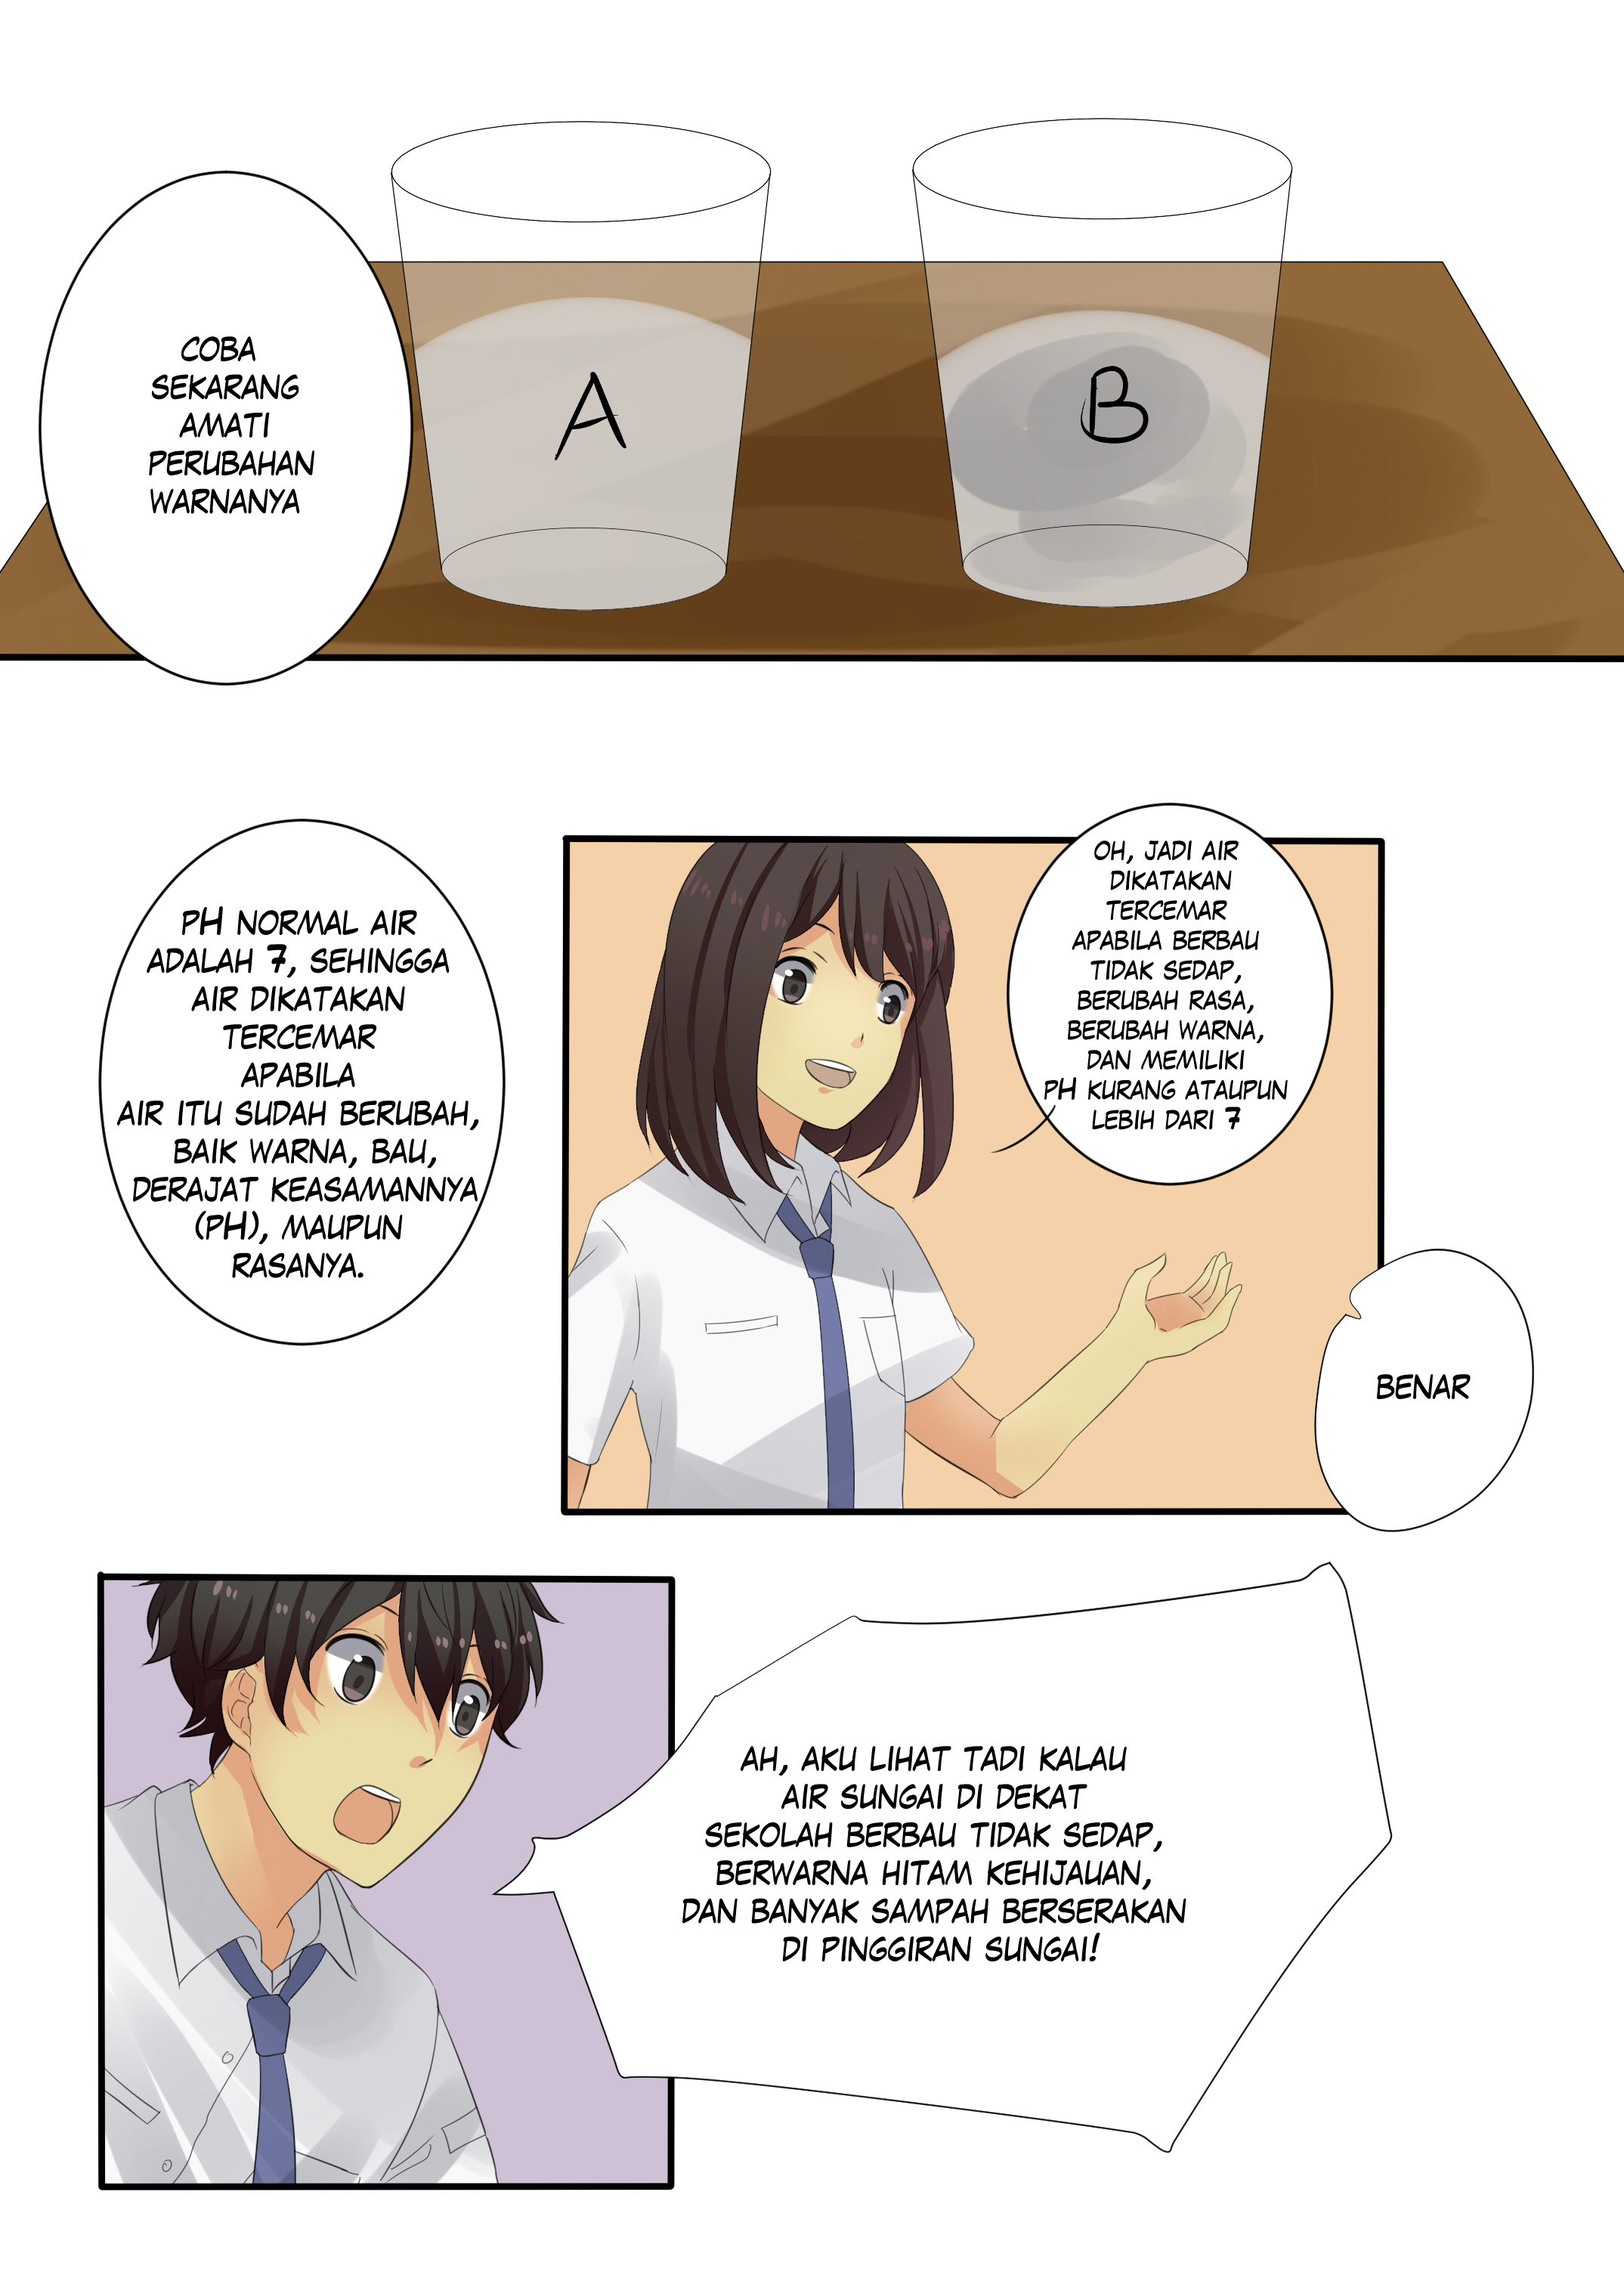 COBA
SEKARANG
AMATI
PERUBAHAN
WARNANYA
A
B
PH NORMAL AIR
ADALAH 7, SEHINGGA
AIR DIKATAKAN
TERCEMAR
APABILA
AIR ITU SUDAH BERUBAH,
BAIK WARNA, BAU,
DERAJAT KEASAMANNYA
(PH), MAUPUN
RASANYA.
OH, JADI AIR
DIKATAKAN
TERCEMAR
APABILA BERBAU
TIDAK SEDAP,
BERUBAH RASA,
BERUBAH WARNA,
DAN MEMILIKI
PH KURANG ATAUPUN
LEBIH DARI 7
BENAR
AH, AKU LIHAT TADI KALAU
AIR SUNGAI DI DEKAT
SEKOLAH BERBAU TIDAK SEDAP,
BERWARNA HITAM KEHIJAUAN,
DAN BANYAK SAMPAH BERSERAKAN
DI PINGGIRAN SUNGAI!